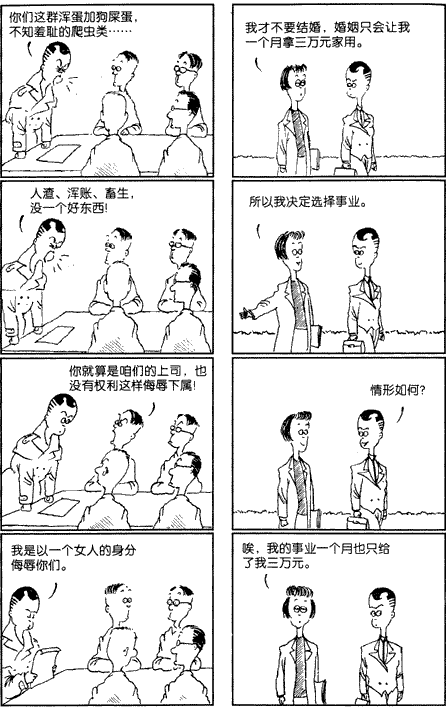 你们这群浑蛋加狗屎蛋，
不知羞耻的爬虫类……
人渣、浑账、畜生，
没一个好东西!
你就算是咱们的上司，也
没有权利这样侮辱下属!
我是以一个女人的身分
侮辱你们。
我才不要结婚，婚姻只会让我
一个月拿三万元家用。
所以我决定选择事业。
情形如何?
唉，我的事业一个月也只给
了我三万元。